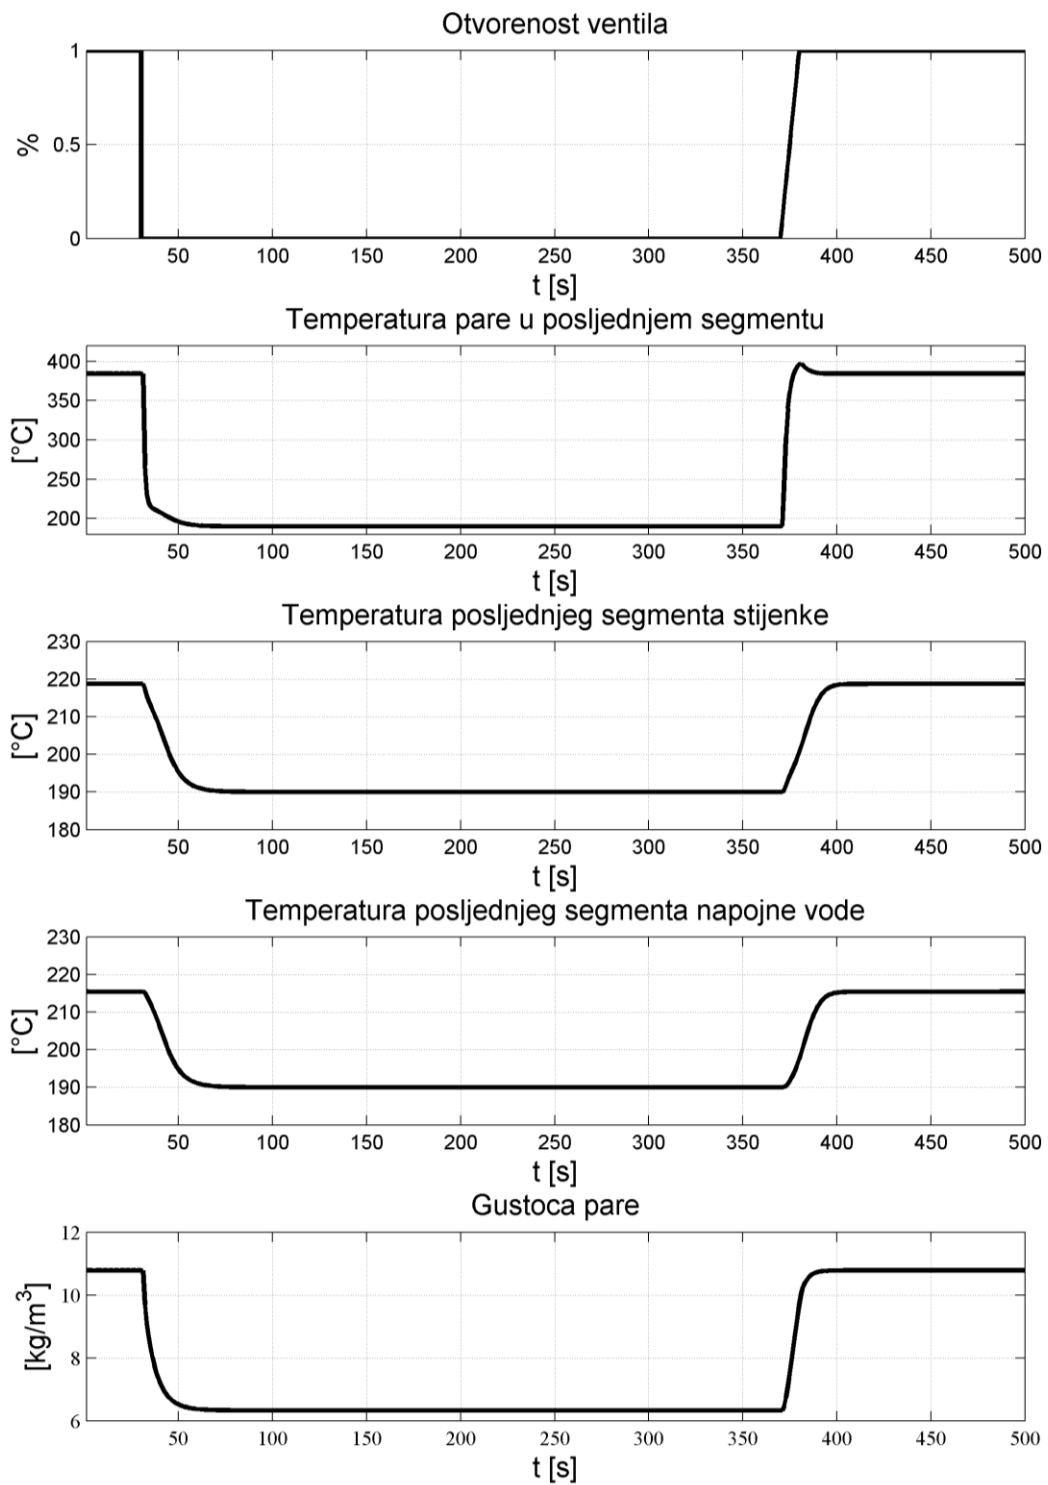 Otvorenost ventila
1
0.5
0
%
50 100 150 200 250 300 350 400 450 500
t [s]
Temperatura pare u posljednjem segmentu
400
350
300
250
200
[°C]
50 100 150 200 250 300 350 400 450 500
t [s]
Temperatura posljednjeg segmenta stijenke
230
220
210
200
190
180
[°C]
50 100 150 200 250 300 350 400 450 500
t [s]
Temperatura posljednjeg segmenta napojne vode
230
220
210
200
190
180
[°C]
50 100 150 200 250 300 350 400 450 500
t [s]
Gustoca pare
12
10
8
6
[kg/m³]
50 100 150 200 250 300 350 400 450 500
t [s]